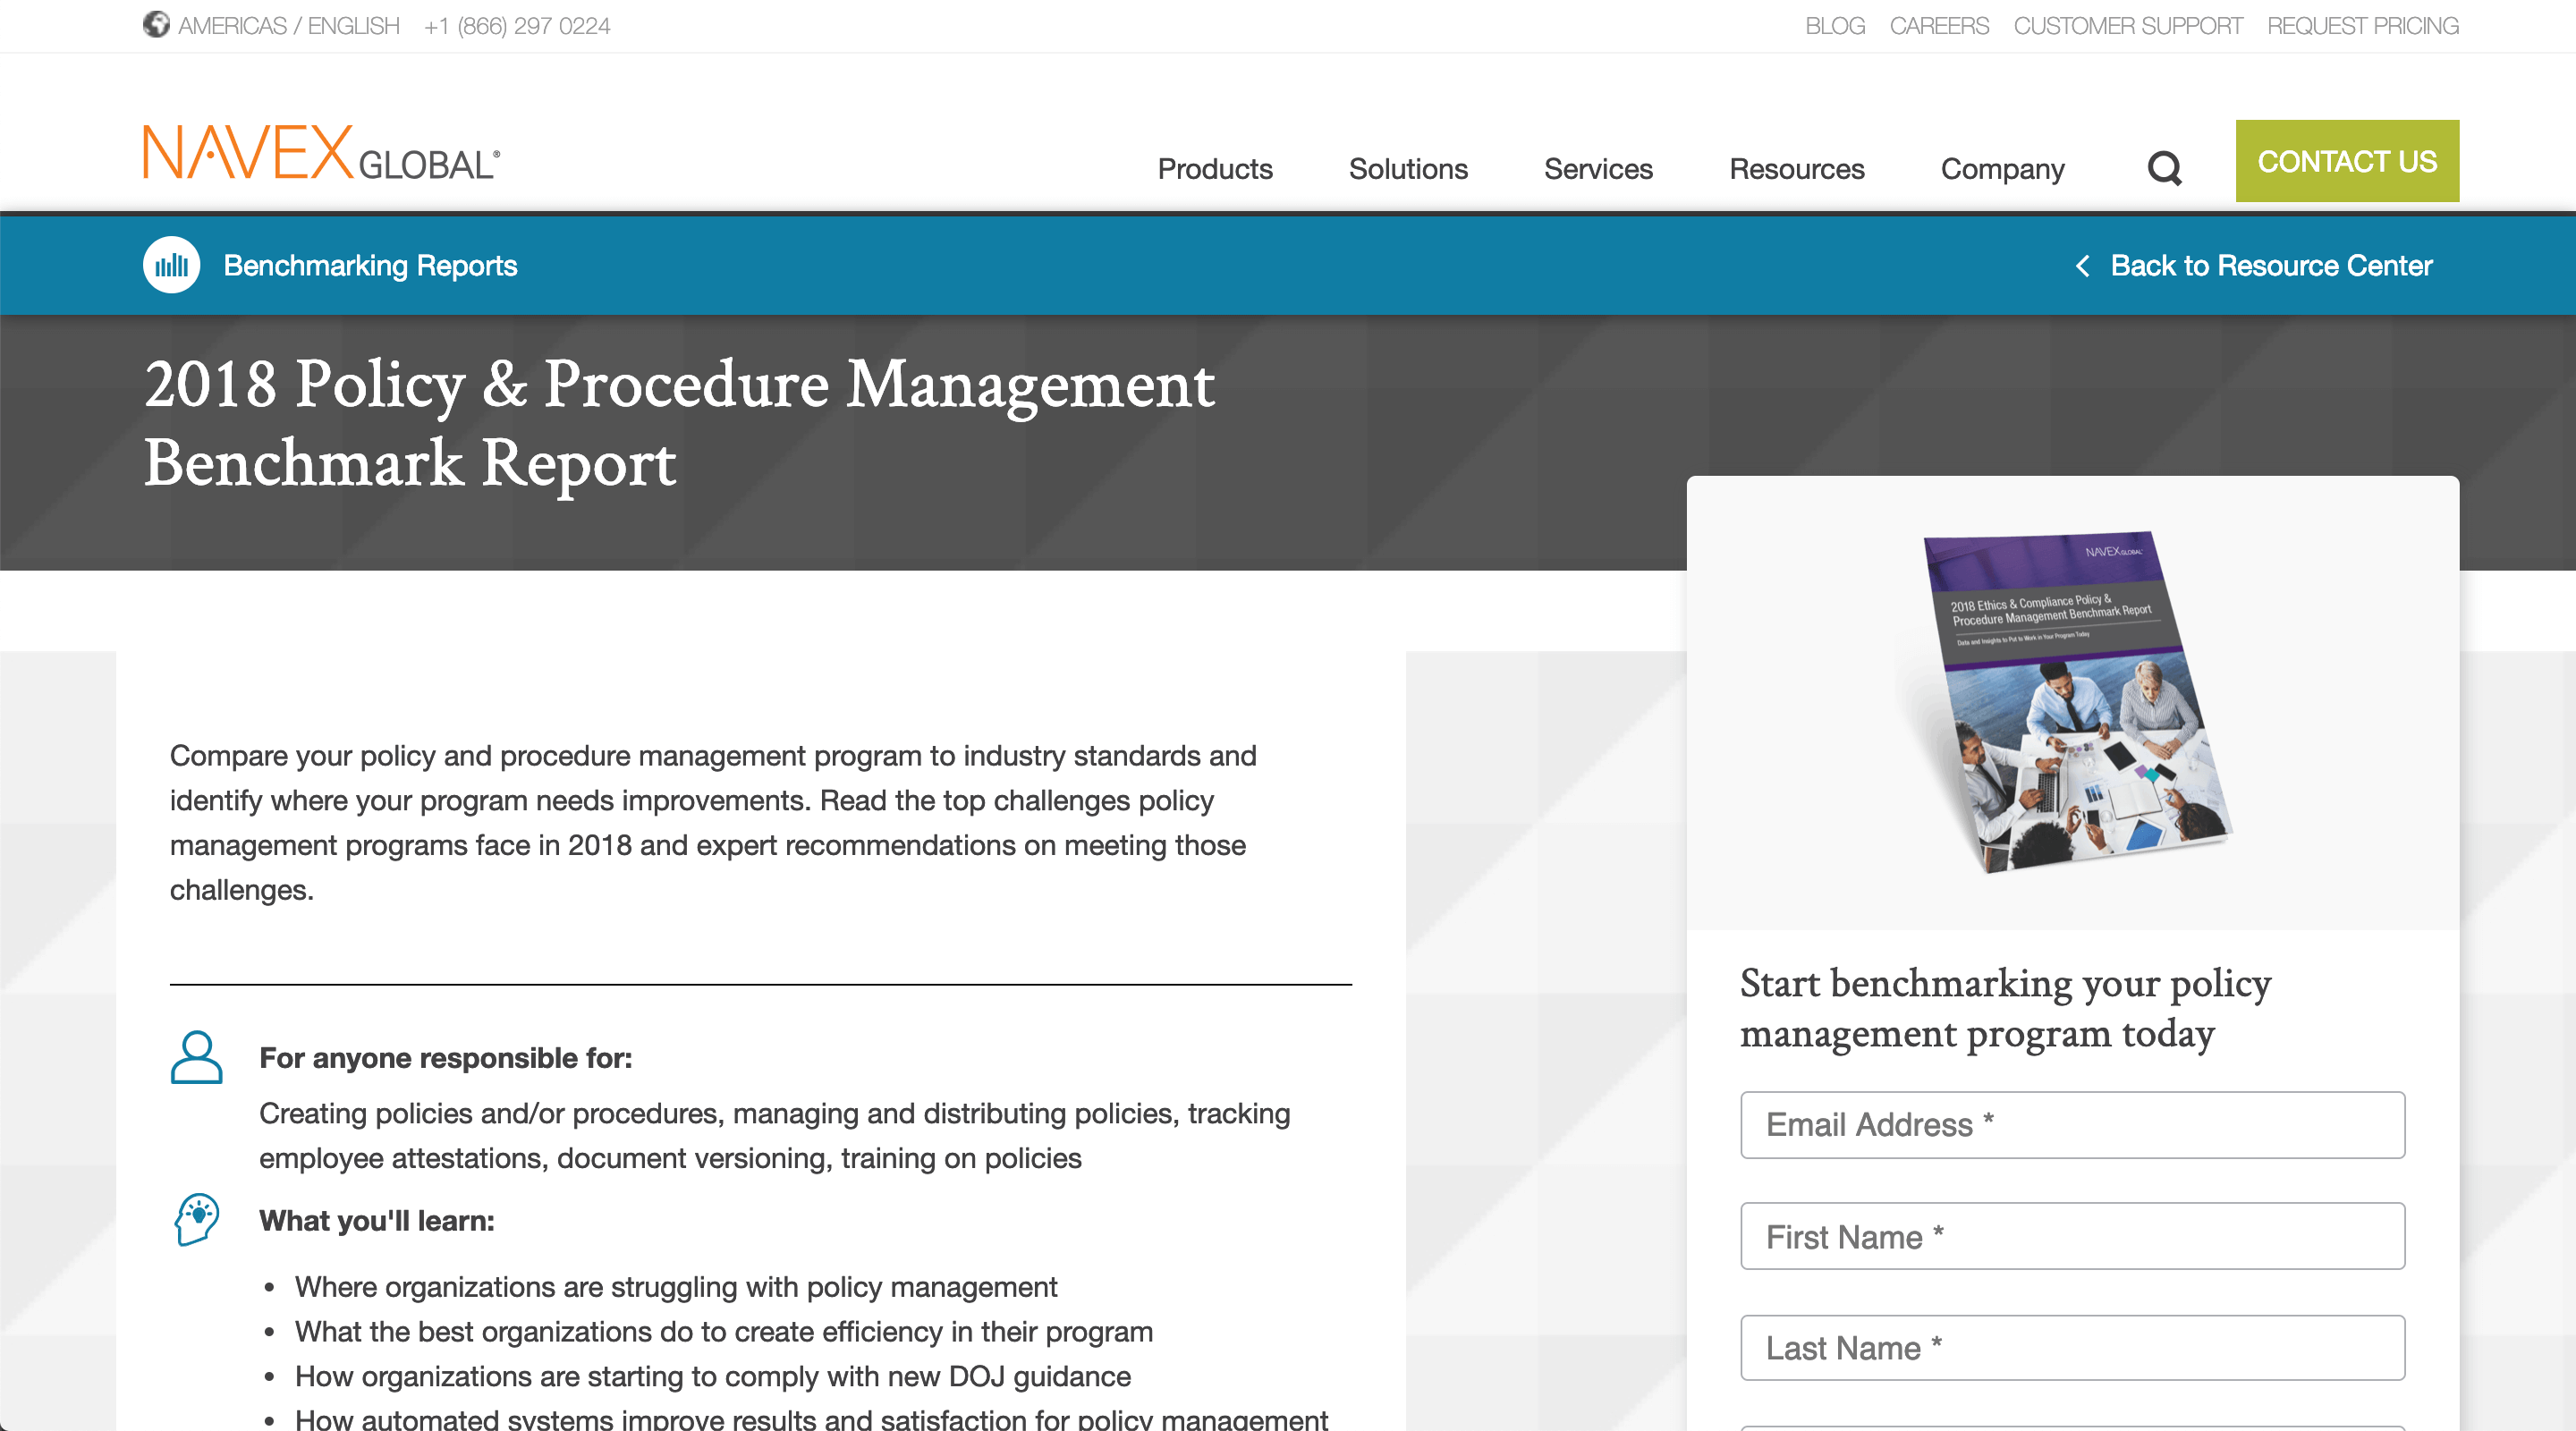 AMERICAS / ENGLISH +1 (866) 297 0224
BLOG CAREERS CUSTOMER SUPPORT REQUEST PRICING
NAVEX GLOBAL®
Products Solutions Services Resources Company
CONTACT US
Benchmarking Reports
Back to Resource Center
2018 Policy & Procedure Management
Benchmark Report
NAVEX GLOBAL
2018 Ethics & Compliance Policy &
Procedure Management Benchmark Report
Data and Insights to Put to Work in Your Program Today
Compare your policy and procedure management program to industry standards and
identify where your program needs improvements. Read the top challenges policy
management programs face in 2018 and expert recommendations on meeting those
challenges.
For anyone responsible for:
Creating policies and/or procedures, managing and distributing policies, tracking
employee attestations, document versioning, training on policies
What you'll learn:
• Where organizations are struggling with policy management
• What the best organizations do to create efficiency in their program
• How organizations are starting to comply with new DOJ guidance
• How automated systems improve results and satisfaction for policy management
Start benchmarking your policy
management program today
Email Address *
First Name *
Last Name *